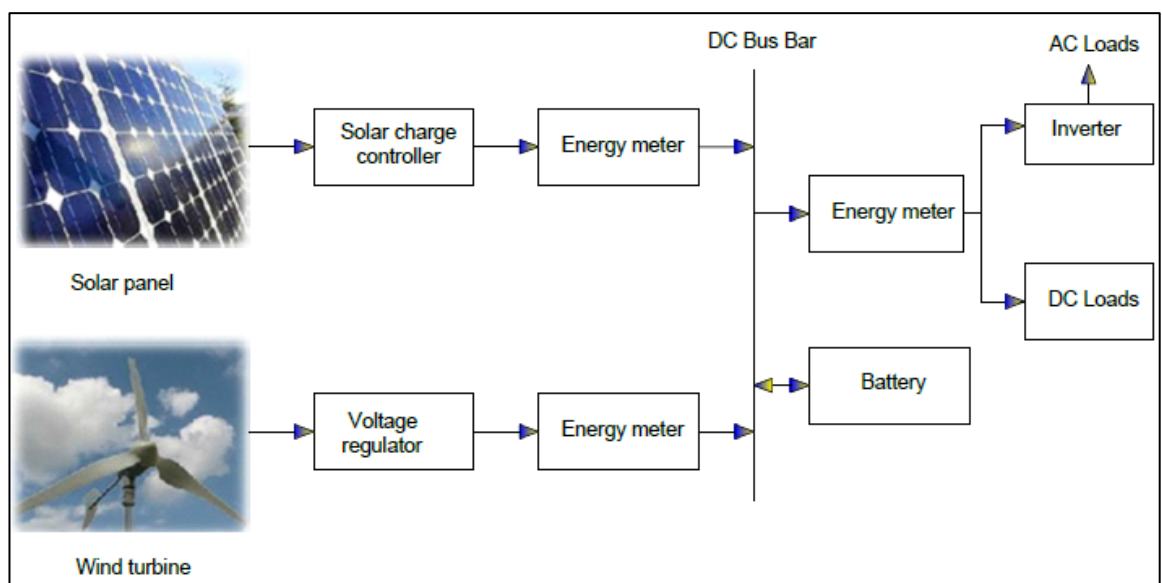 DC Bus Bar
AC Loads
Solar charge
controller
Energy meter
Inverter
Energy meter
Solar panel
DC Loads
Battery
Voltage
regulator
Energy meter
Wind turbine